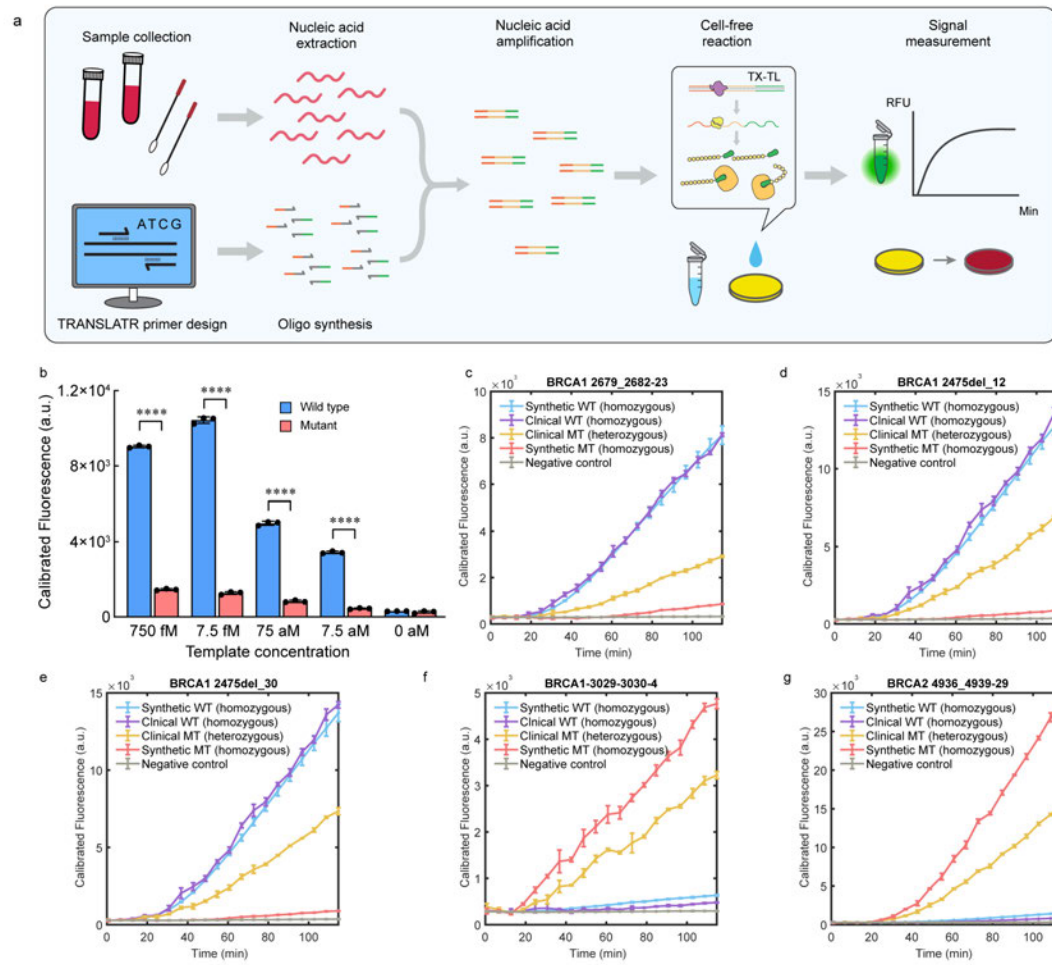 a
Sample collection
Nucleic acid
extraction
Nucleic acid
amplification
Cell-free
reaction
Signal
measurement
TX-TL
RFU
Min
ATCG
TRANSLATR primer design
Oligo synthesis
b
1.2×10⁴
8×10³
4×10³
0
Calibrated Fluorescence (a.u.)
****
****
****
****
Wild type
Mutant
750 fM
7.5 fM
75 aM
7.5 aM
0 aM
Template concentration
c
×10³
BRCA1 2679_2682-23
Synthetic WT (homozygous)
Clnical WT (homozygous)
Clinical MT (heterozygous)
Synthetic MT (homozygous)
Negative control
10
8
6
4
2
0
Calibrated Fluorescence (a.u.)
0 20 40 60 80 100
Time (min)
d
×10³
BRCA1 2475del_12
Synthetic WT (homozygous)
Clnical WT (homozygous)
Clinical MT (heterozygous)
Synthetic MT (homozygous)
Negative control
15
10
5
0
Calibrated Fluorescence (a.u.)
0 20 40 60 80 100
Time (min)
e
×10³
BRCA1 2475del_30
Synthetic WT (homozygous)
Clnical WT (homozygous)
Clinical MT (heterozygous)
Synthetic MT (homozygous)
Negative control
15
10
5
0
Calibrated Fluorescence (a.u.)
0 20 40 60 80 100
Time (min)
f
×10³
BRCA1-3029-3030-4
Synthetic WT (homozygous)
Clnical WT (homozygous)
Clinical MT (heterozygous)
Synthetic MT (homozygous)
Negative control
5
4
3
2
1
0
Calibrated Fluorescence (a.u.)
0 20 40 60 80 100
Time (min)
g
×10³
BRCA2 4936_4939-29
Synthetic WT (homozygous)
Clnical WT (homozygous)
Clinical MT (heterozygous)
Synthetic MT (homozygous)
Negative control
30
25
20
15
10
5
0
Calibrated Fluorescence (a.u.)
0 20 40 60 80 100
Time (min)